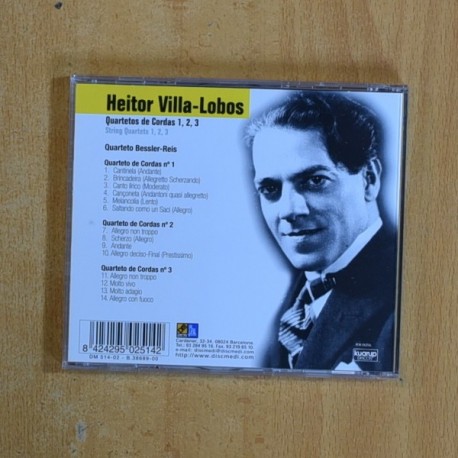 Heitor Villa-Lobos
Quartetos de Cordas 1, 2, 3
String Quartets 1, 2, 3
Quarteto Bessler-Reis
Quarteto de Cordas nº 1
1. Cantinela (Andante)
2. Brincadeira (Allegretto Scherzando)
3. Canto lírico (Moderato)
4. Cançoneta (Andantoni quasi allegretto)
5. Melancolia (Lento)
6. Saltando como un Saci (Allegro)
Quarteto de Cordas nº 2
7. Allegro non troppo
8. Scherzo (Allegro)
9. Andante
10. Allegro deciso-Final (Prestissimo)
Quarteto de Cordas nº 3
11. Allegro non troppo
12. Molto vivo
13. Molto adagio
14. Allegro con fuoco
8 424295 025142
http://www.discmedi.com
kuarup